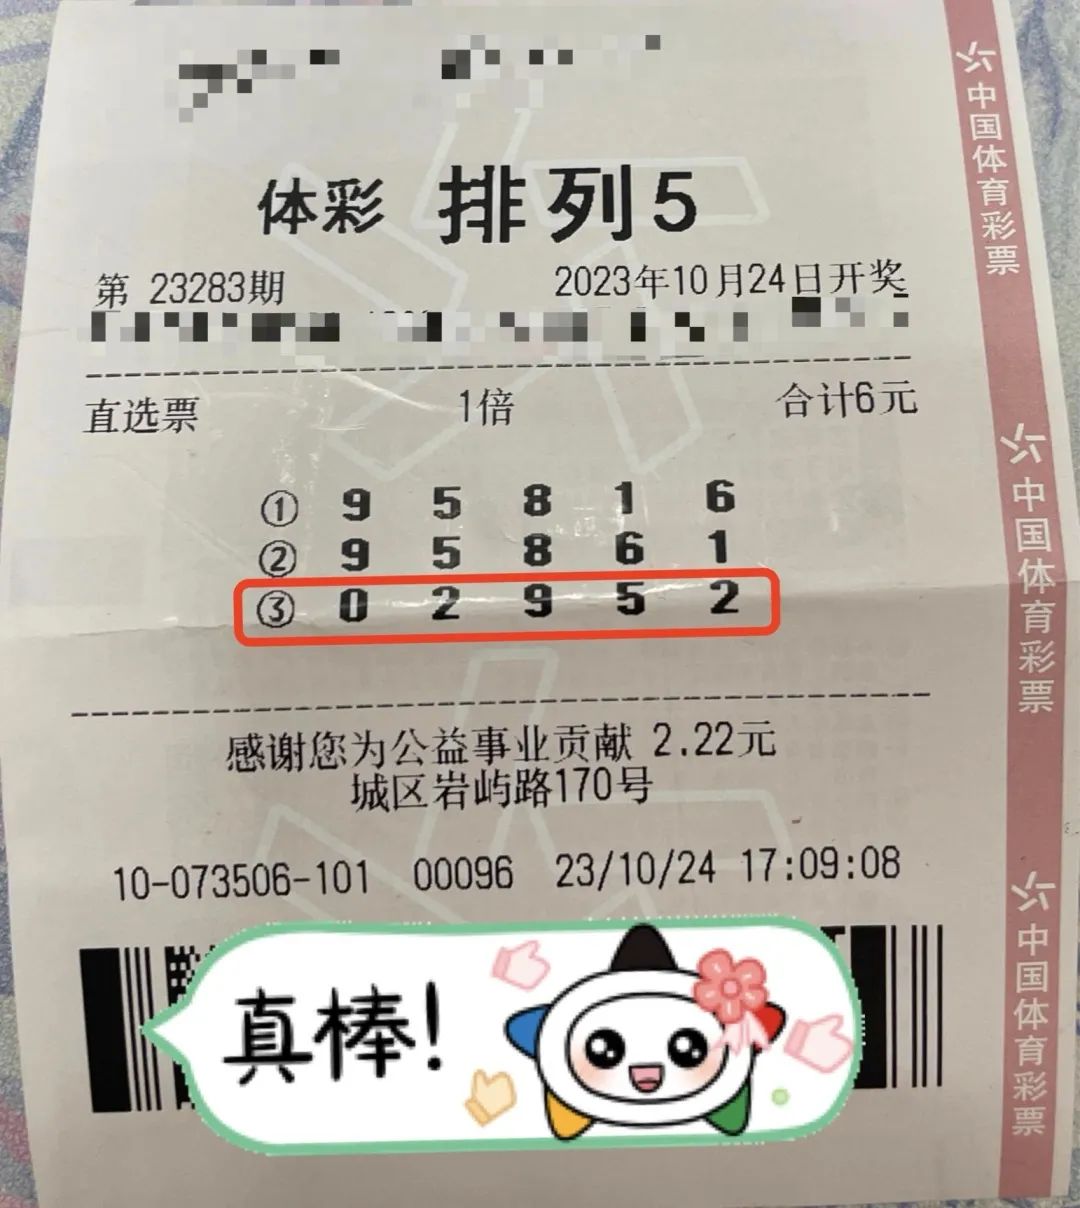 体彩 排列5
第 23283期 2023年10月24日开奖
直选票 1倍 合计6元
① 9 5 8 1 6
② 9 5 8 6 1
③ 0 2 9 5 2
感谢您为公益事业贡献 2.22元
城区岩屿路170号
10-073506-101 00096 23/10/24 17:09:08
真棒!
中国体育彩票
中国体育彩票
中国体育彩票